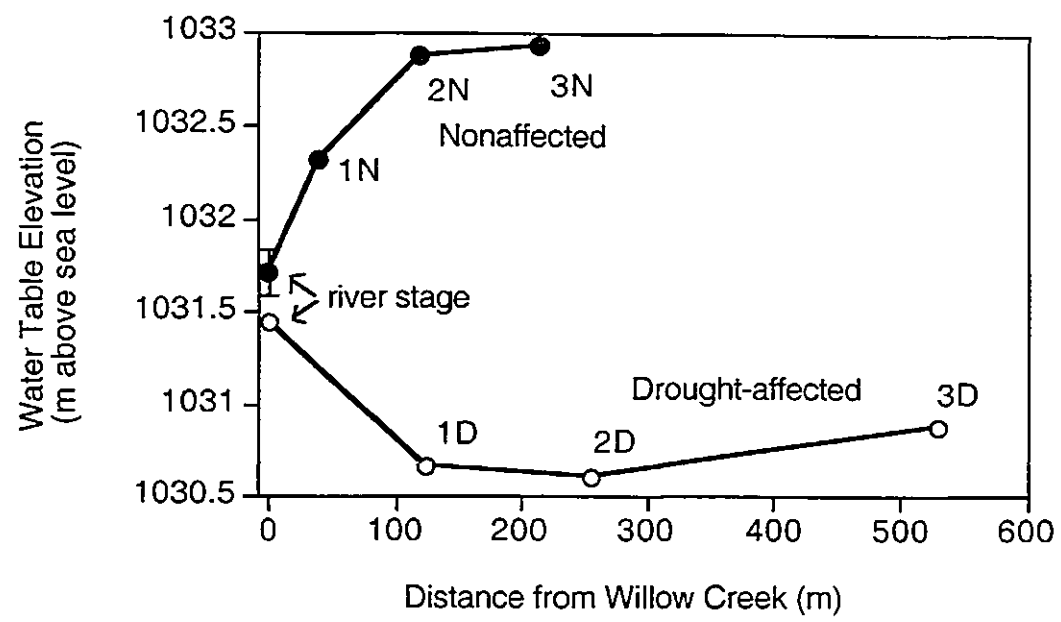 Water Table Elevation
(m above sea level)
1033
1032.5
1032
1031.5
1031
1030.5
2N
3N
Nonaffected
1N
river stage
Drought-affected
3D
1D
2D
0
100
200
300
400
500
600
Distance from Willow Creek (m)